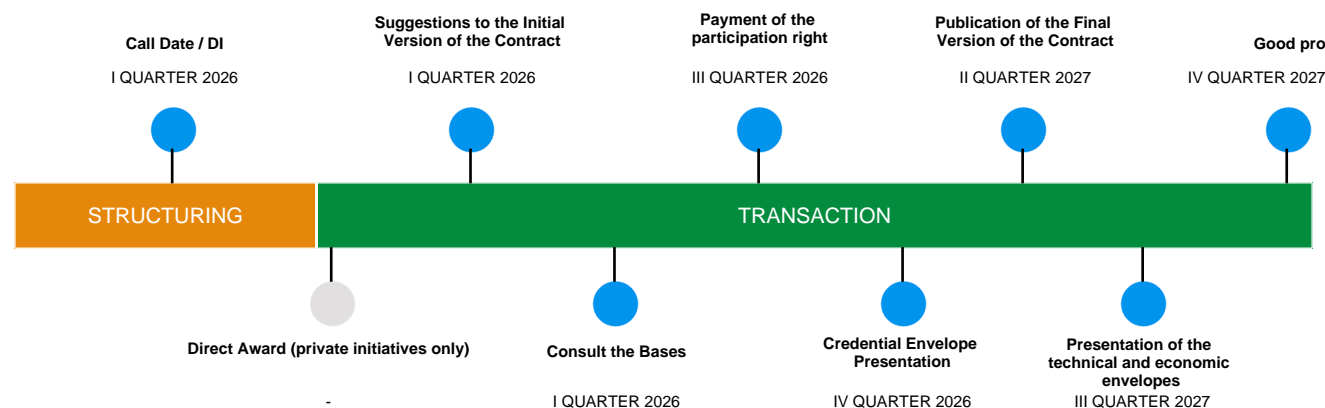 Call Date / DI
I QUARTER 2026
Suggestions to the Initial
Version of the Contract
I QUARTER 2026
Payment of the
participation right
III QUARTER 2026
Publication of the Final
Version of the Contract
II QUARTER 2027
Good pro
IV QUARTER 2027
STRUCTURING
TRANSACTION
Direct Award (private initiatives only)
-
Consult the Bases
I QUARTER 2026
Credential Envelope
Presentation
IV QUARTER 2026
Presentation of the
technical and economic
envelopes
III QUARTER 2027